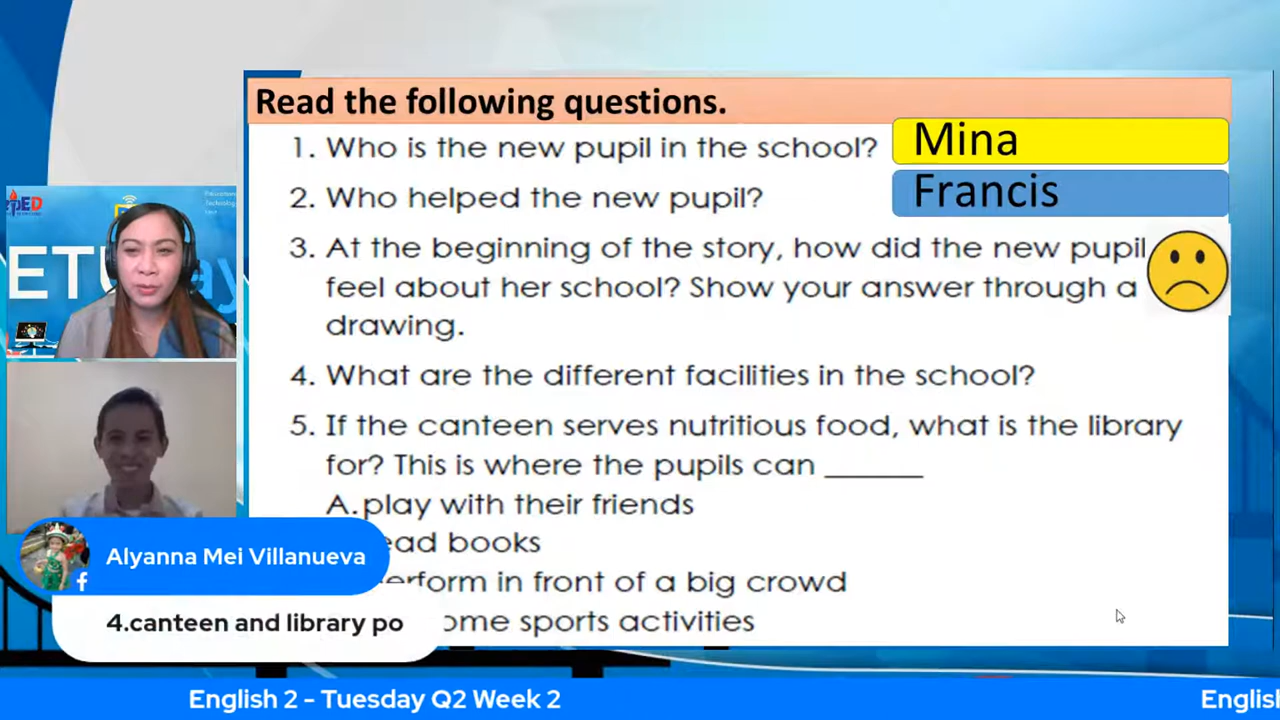 Read the following questions.
1. Who is the new pupil in the school?
Mina
2. Who helped the new pupil?
Francis
3. At the beginning of the story, how did the new pupil
feel about her school? Show your answer through a
drawing.
4. What are the different facilities in the school?
5. If the canteen serves nutritious food, what is the library
for? This is where the pupils can ______
A. play with their friends
ead books
erform in front of a big crowd
ome sports activities
ETU ay
Alyanna Mei Villanueva
f
4.canteen and library po
English 2 - Tuesday Q2 Week 2
English